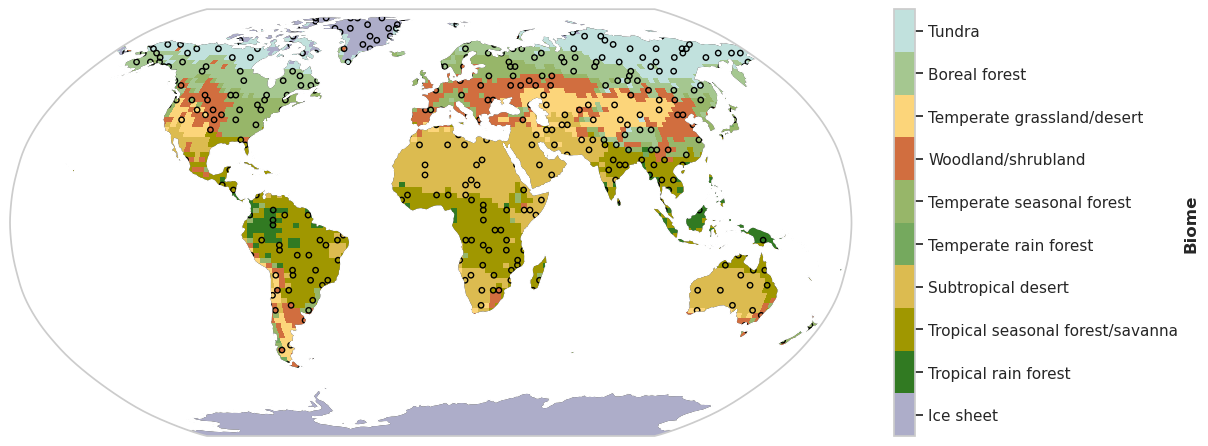 Tundra
Boreal forest
Temperate grassland/desert
Woodland/shrubland
Temperate seasonal forest
Temperate rain forest
Subtropical desert
Tropical seasonal forest/savanna
Tropical rain forest
Ice sheet
Biome